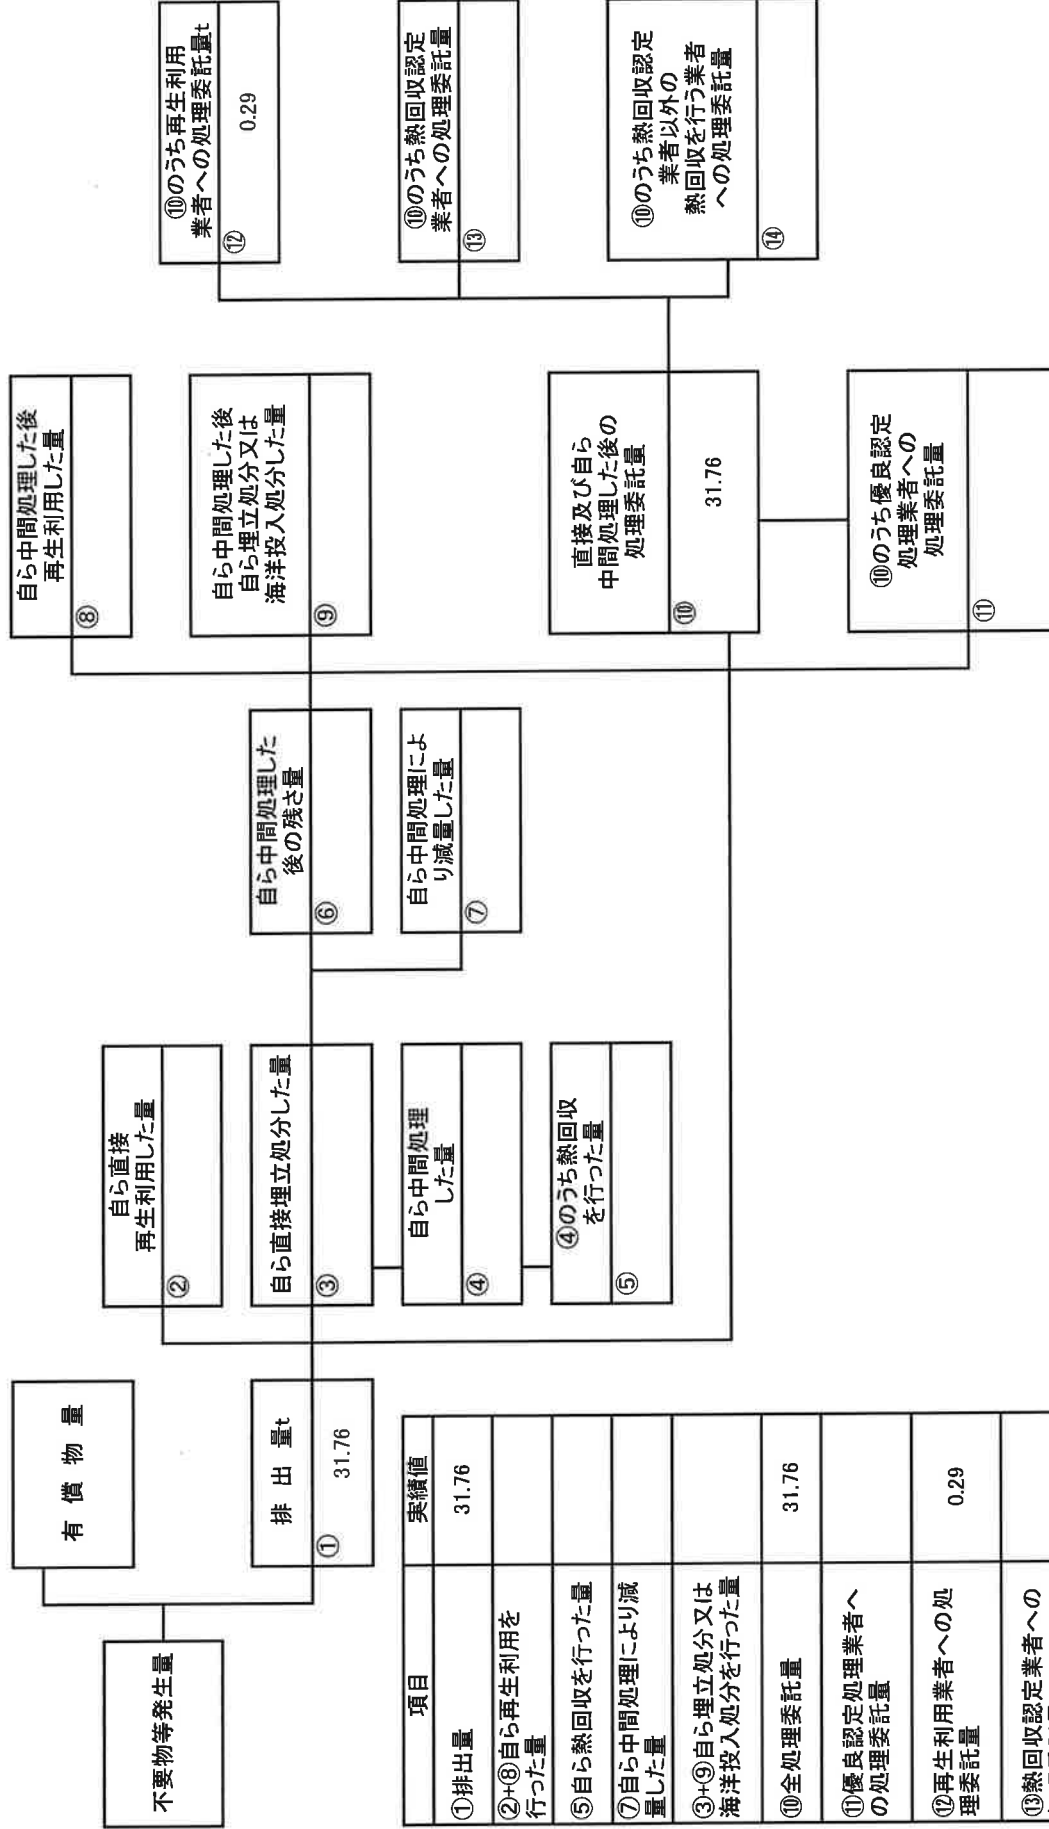 不要物等発生量
有償物量
排出量t
①
31.76
自ら直接
再生利用した量
②
自ら直接埋立処分した量
③
自ら中間処理
した量
④
④のうち熱回収
を行った量
⑤
自ら中間処理した
後の残さ量
⑥
自ら中間処理によ
り減量した量
⑦
自ら中間処理した後
再生利用した量
⑧
自ら中間処理した後
自ら埋立処分又は
海洋投入処分した量
⑨
直接及び自ら
中間処理した後の
処理委託量
⑩
31.76
⑩のうち優良認定
処理業者への
処理委託量
⑪
⑩のうち再生利用
業者への処理委託量t
⑫
0.29
⑩のうち熱回収認定
業者への処理委託量
⑬
⑩のうち熱回収認定
業者以外の
熱回収を行う業者
への処理委託量
⑭
項目 実績値
①排出量 31.76
②+⑧自ら再生利用を
行った量
⑤自ら熱回収を行った量
⑦自ら中間処理により減
量した量
③+⑨自ら埋立処分又は
海洋投入処分を行った量
⑩全処理委託量 31.76
⑪優良認定処理業者へ
の処理委託量
⑫再生利用業者への処
理委託量 0.29
⑬熱回収認定業者への